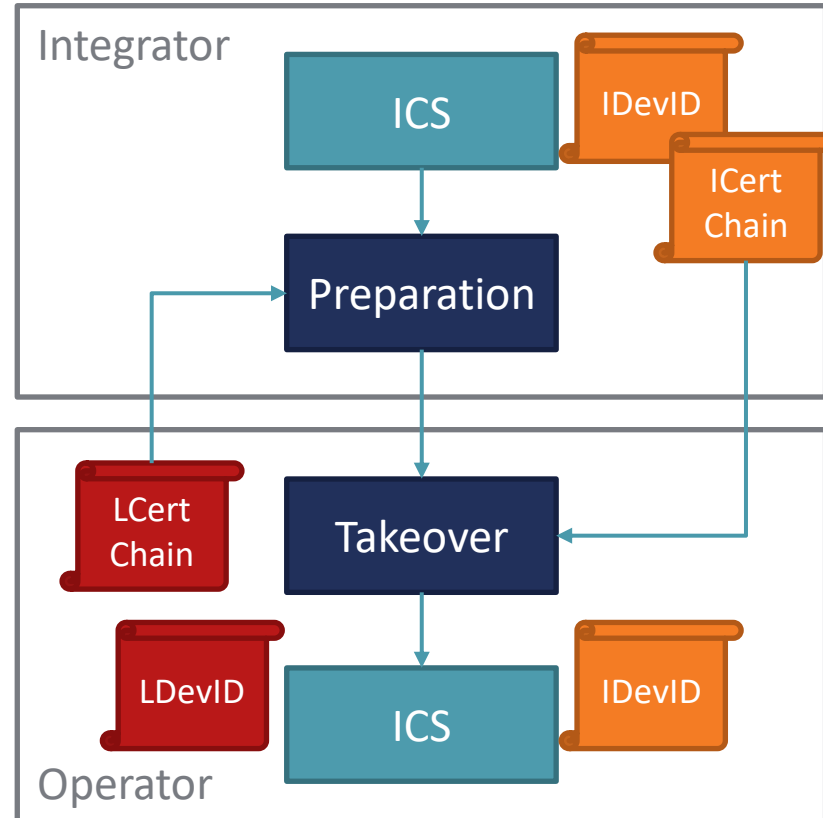 Integrator
ICS
IDevID
ICert
Chain
Preparation
LCert
Chain
Takeover
LDevID
ICS
IDevID
Operator